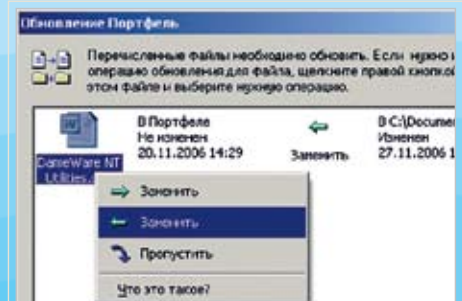 Обновление Портфель
Перечисленные файлы необходимо обновить. Если нужно
операцию обновления для файла, щелкните правой кнопкой
этом файле и выберите нужную операцию.
В Портфеле
Не изменен
20.11.2006 14:29
Заменить
В C:\Docume
Изменен
27.11.2006 1
DameWare NT
Utilities.
Заменить
Заменить
Пропустить
Что это такое?